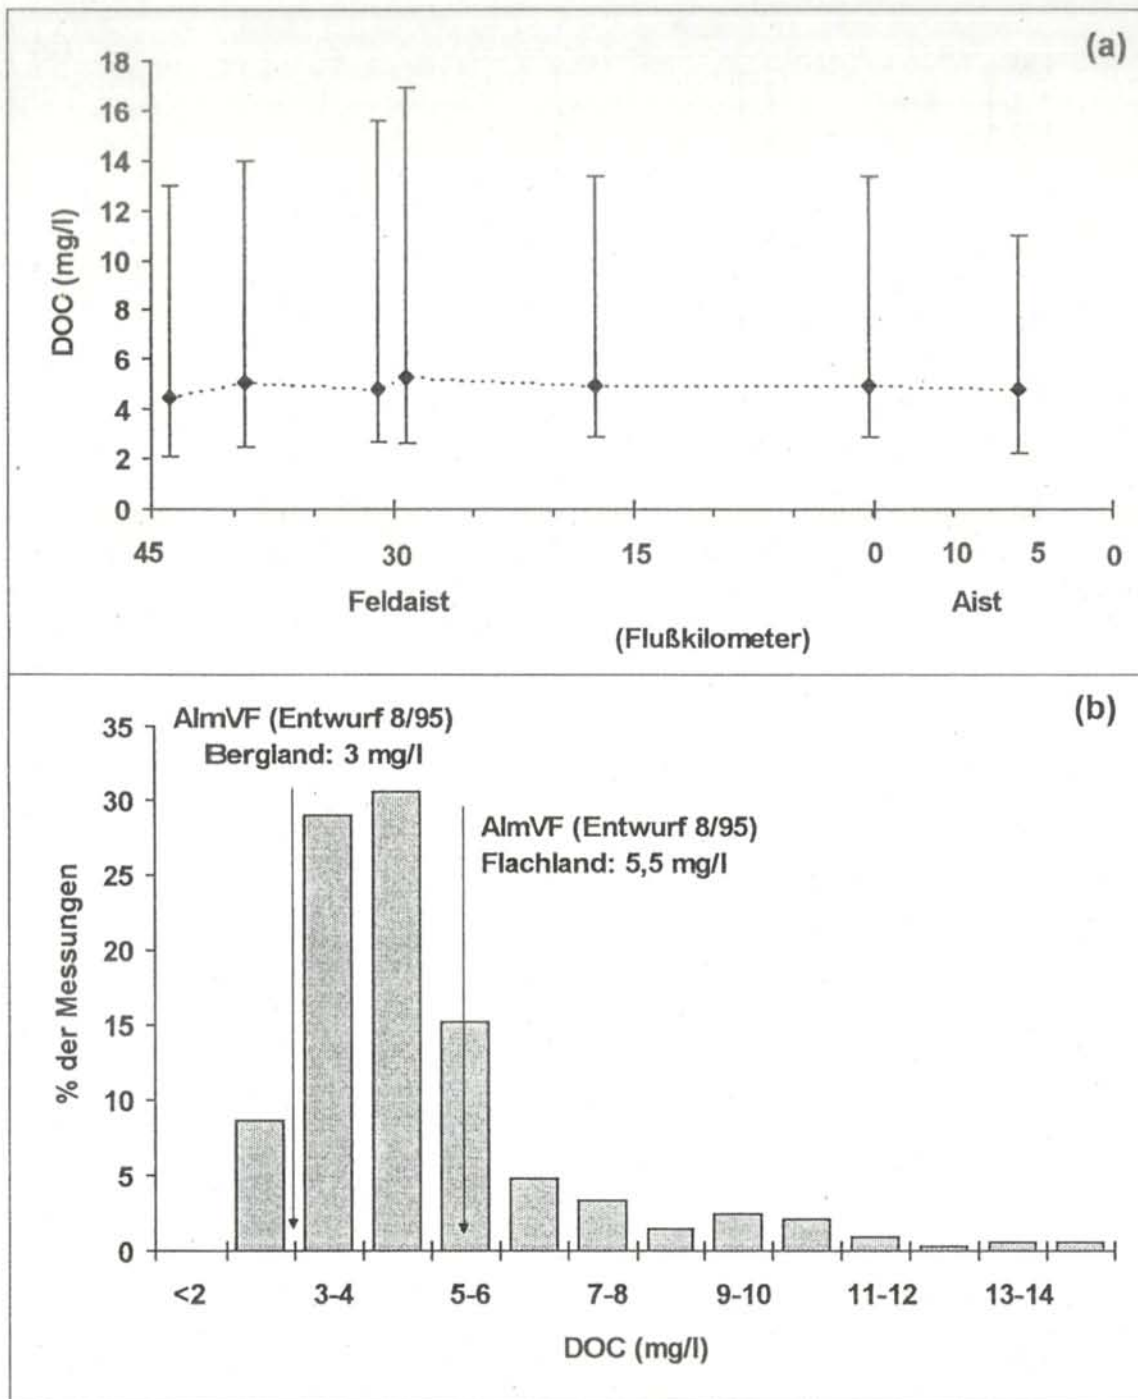 (a)
18
16
14
12
10
8
6
4
2
0
DOC (mg/l)
45 30 15 0 10 5 0
Feldaist Aist
(Flußkilometer)
(b)
AImVF (Entwurf 8/95)
Bergland: 3 mg/l
AImVF (Entwurf 8/95)
Flachland: 5,5 mg/l
35
30
25
20
15
10
5
0
% der Messungen
<2 3-4 5-6 7-8 9-10 11-12 13-14
DOC (mg/l)